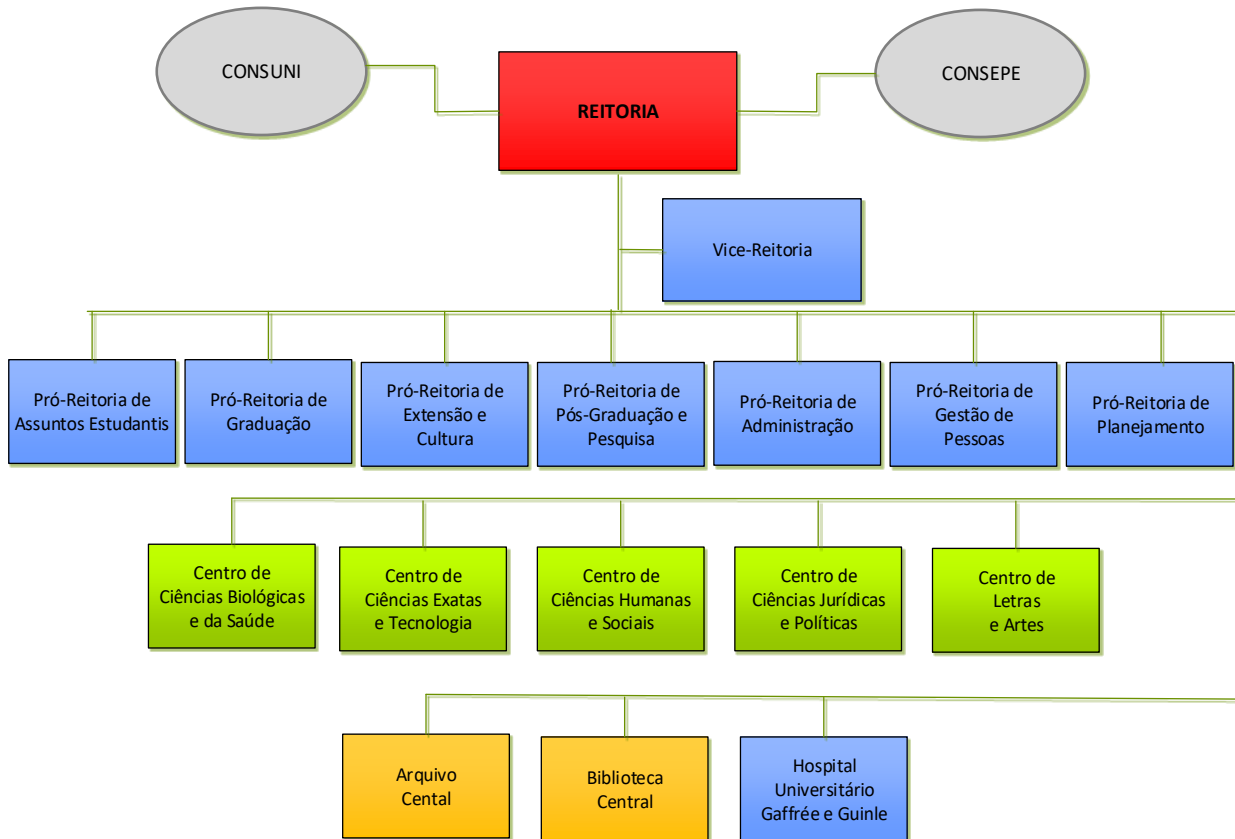 CONSUNI
REITORIA
CONSEPE
Vice-Reitoria
Pró-Reitoria de
Assuntos Estudantis
Pró-Reitoria de
Graduação
Pró-Reitoria de
Extensão e
Cultura
Pró-Reitoria de
Pós-Graduação e
Pesquisa
Pró-Reitoria de
Administração
Pró-Reitoria de
Gestão de
Pessoas
Pró-Reitoria de
Planejamento
Centro de
Ciências Biológicas
e da Saúde
Centro de
Ciências Exatas
e Tecnologia
Centro de
Ciências Humanas
e Sociais
Centro de
Ciências Jurídicas
e Políticas
Centro de
Letras
e Artes
Arquivo
Cental
Biblioteca
Central
Hospital
Universitário
Gaffrée e Guinle